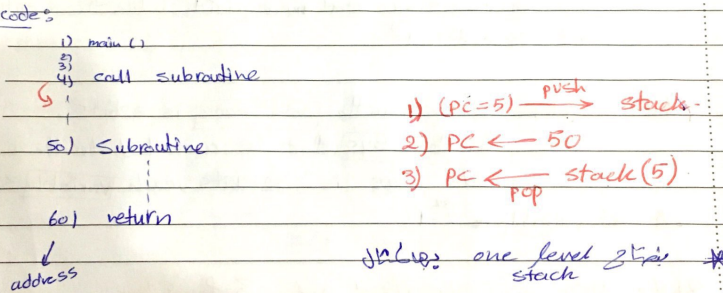 code:
1) main ()
2)
3)
4) call subroutine
50) Subroutine
60) return
address
1) (PC=5) push → stack.
2) PC ← 50
3) PC ← pop stack(5)
* one level stack